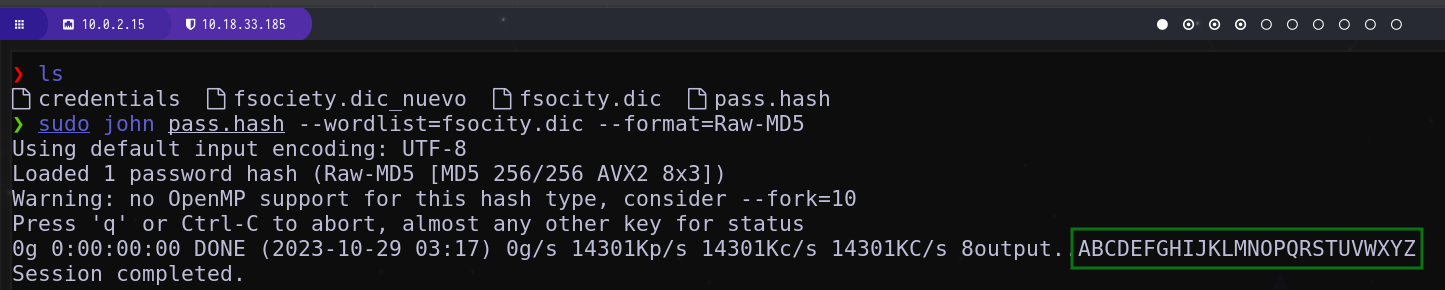 10.0.2.15 10.18.33.185
❯ ls
credentials fsociety.dic_nuevo fsocity.dic pass.hash
❯ sudo john pass.hash --wordlist=fsocity.dic --format=Raw-MD5
Using default input encoding: UTF-8
Loaded 1 password hash (Raw-MD5 [MD5 256/256 AVX2 8x3])
Warning: no OpenMP support for this hash type, consider --fork=10
Press 'q' or Ctrl-C to abort, almost any other key for status
0g 0:00:00:00 DONE (2023-10-29 03:17) 0g/s 14301Kp/s 14301Kc/s 14301KC/s 8output..ABCDEFGHIJKLMNOPQRSTUVWXYZ
Session completed.